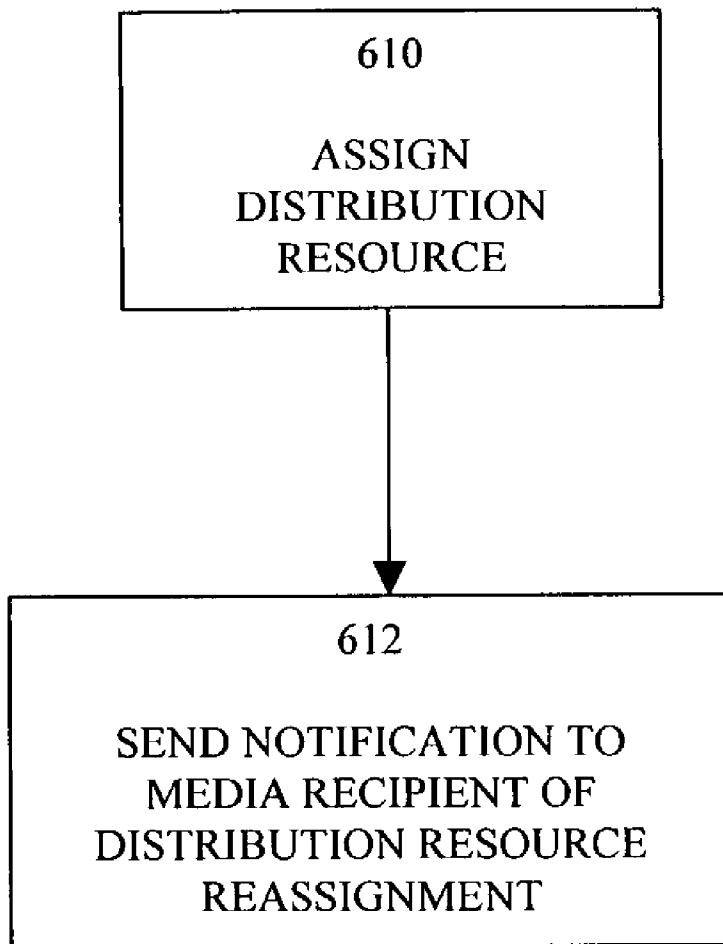 610
ASSIGN
DISTRIBUTION
RESOURCE
612
SEND NOTIFICATION TO
MEDIA RECIPIENT OF
DISTRIBUTION RESOURCE
REASSIGNMENT